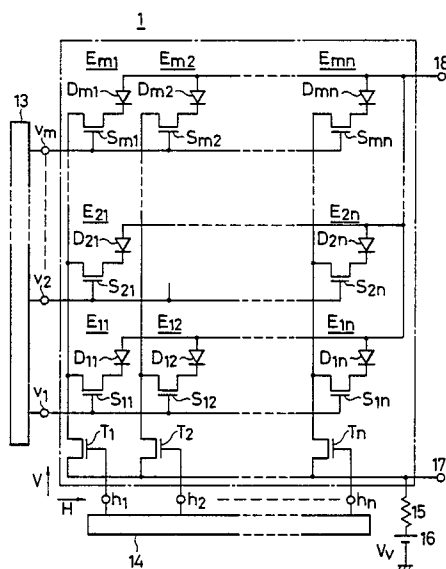 1
Em1 Em2 Emn
18
13
Dm1 Dm2 Dmn
vm
Sm1 Sm2 Smn
E21 E2n
D21 D2n
v2
S21 S2n
E11 E12 E1n
D11 D12 D1n
v1
S11 S12 S1n
T1 T2 Tn
V
17
H h1 h2 hn
15
16
14
Vv